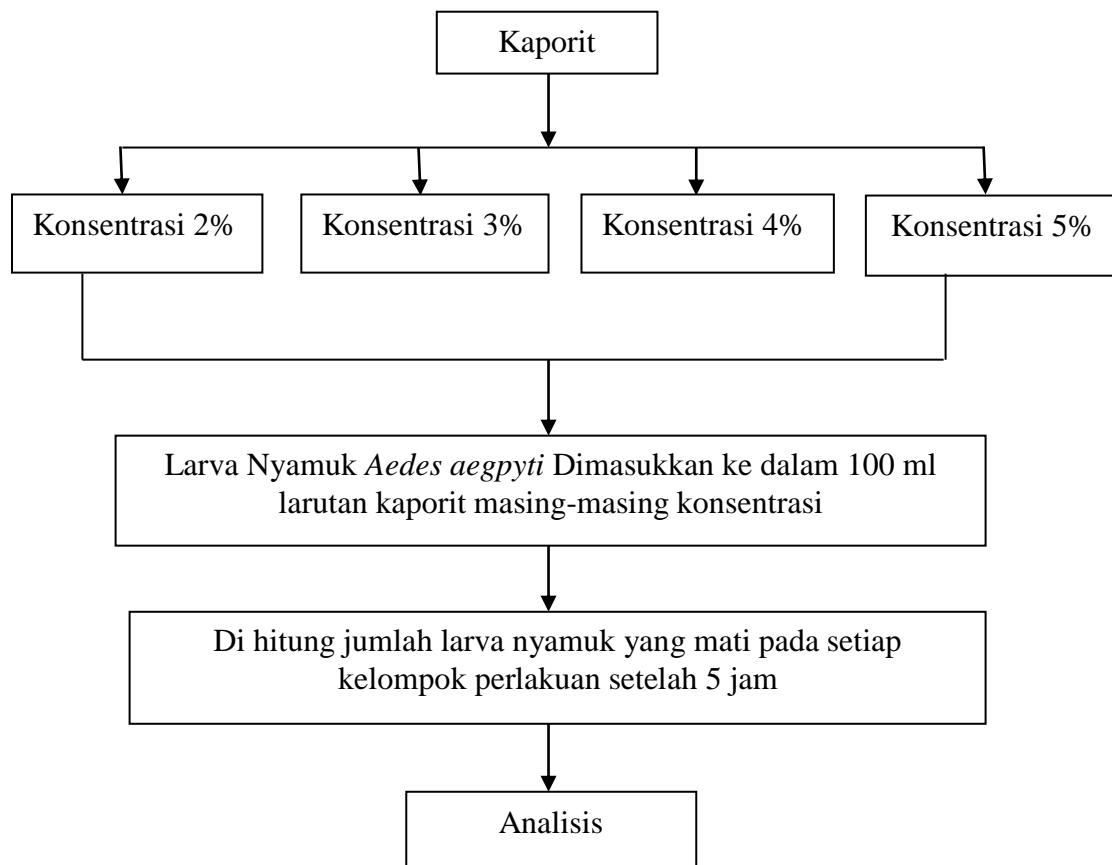 Kaporit
Konsentrasi 2%
Konsentrasi 3%
Konsentrasi 4%
Konsentrasi 5%
Larva Nyamuk Aedes aegpyti Dimasukkan ke dalam 100 ml
larutan kaporit masing-masing konsentrasi
Di hitung jumlah larva nyamuk yang mati pada setiap
kelompok perlakuan setelah 5 jam
Analisis